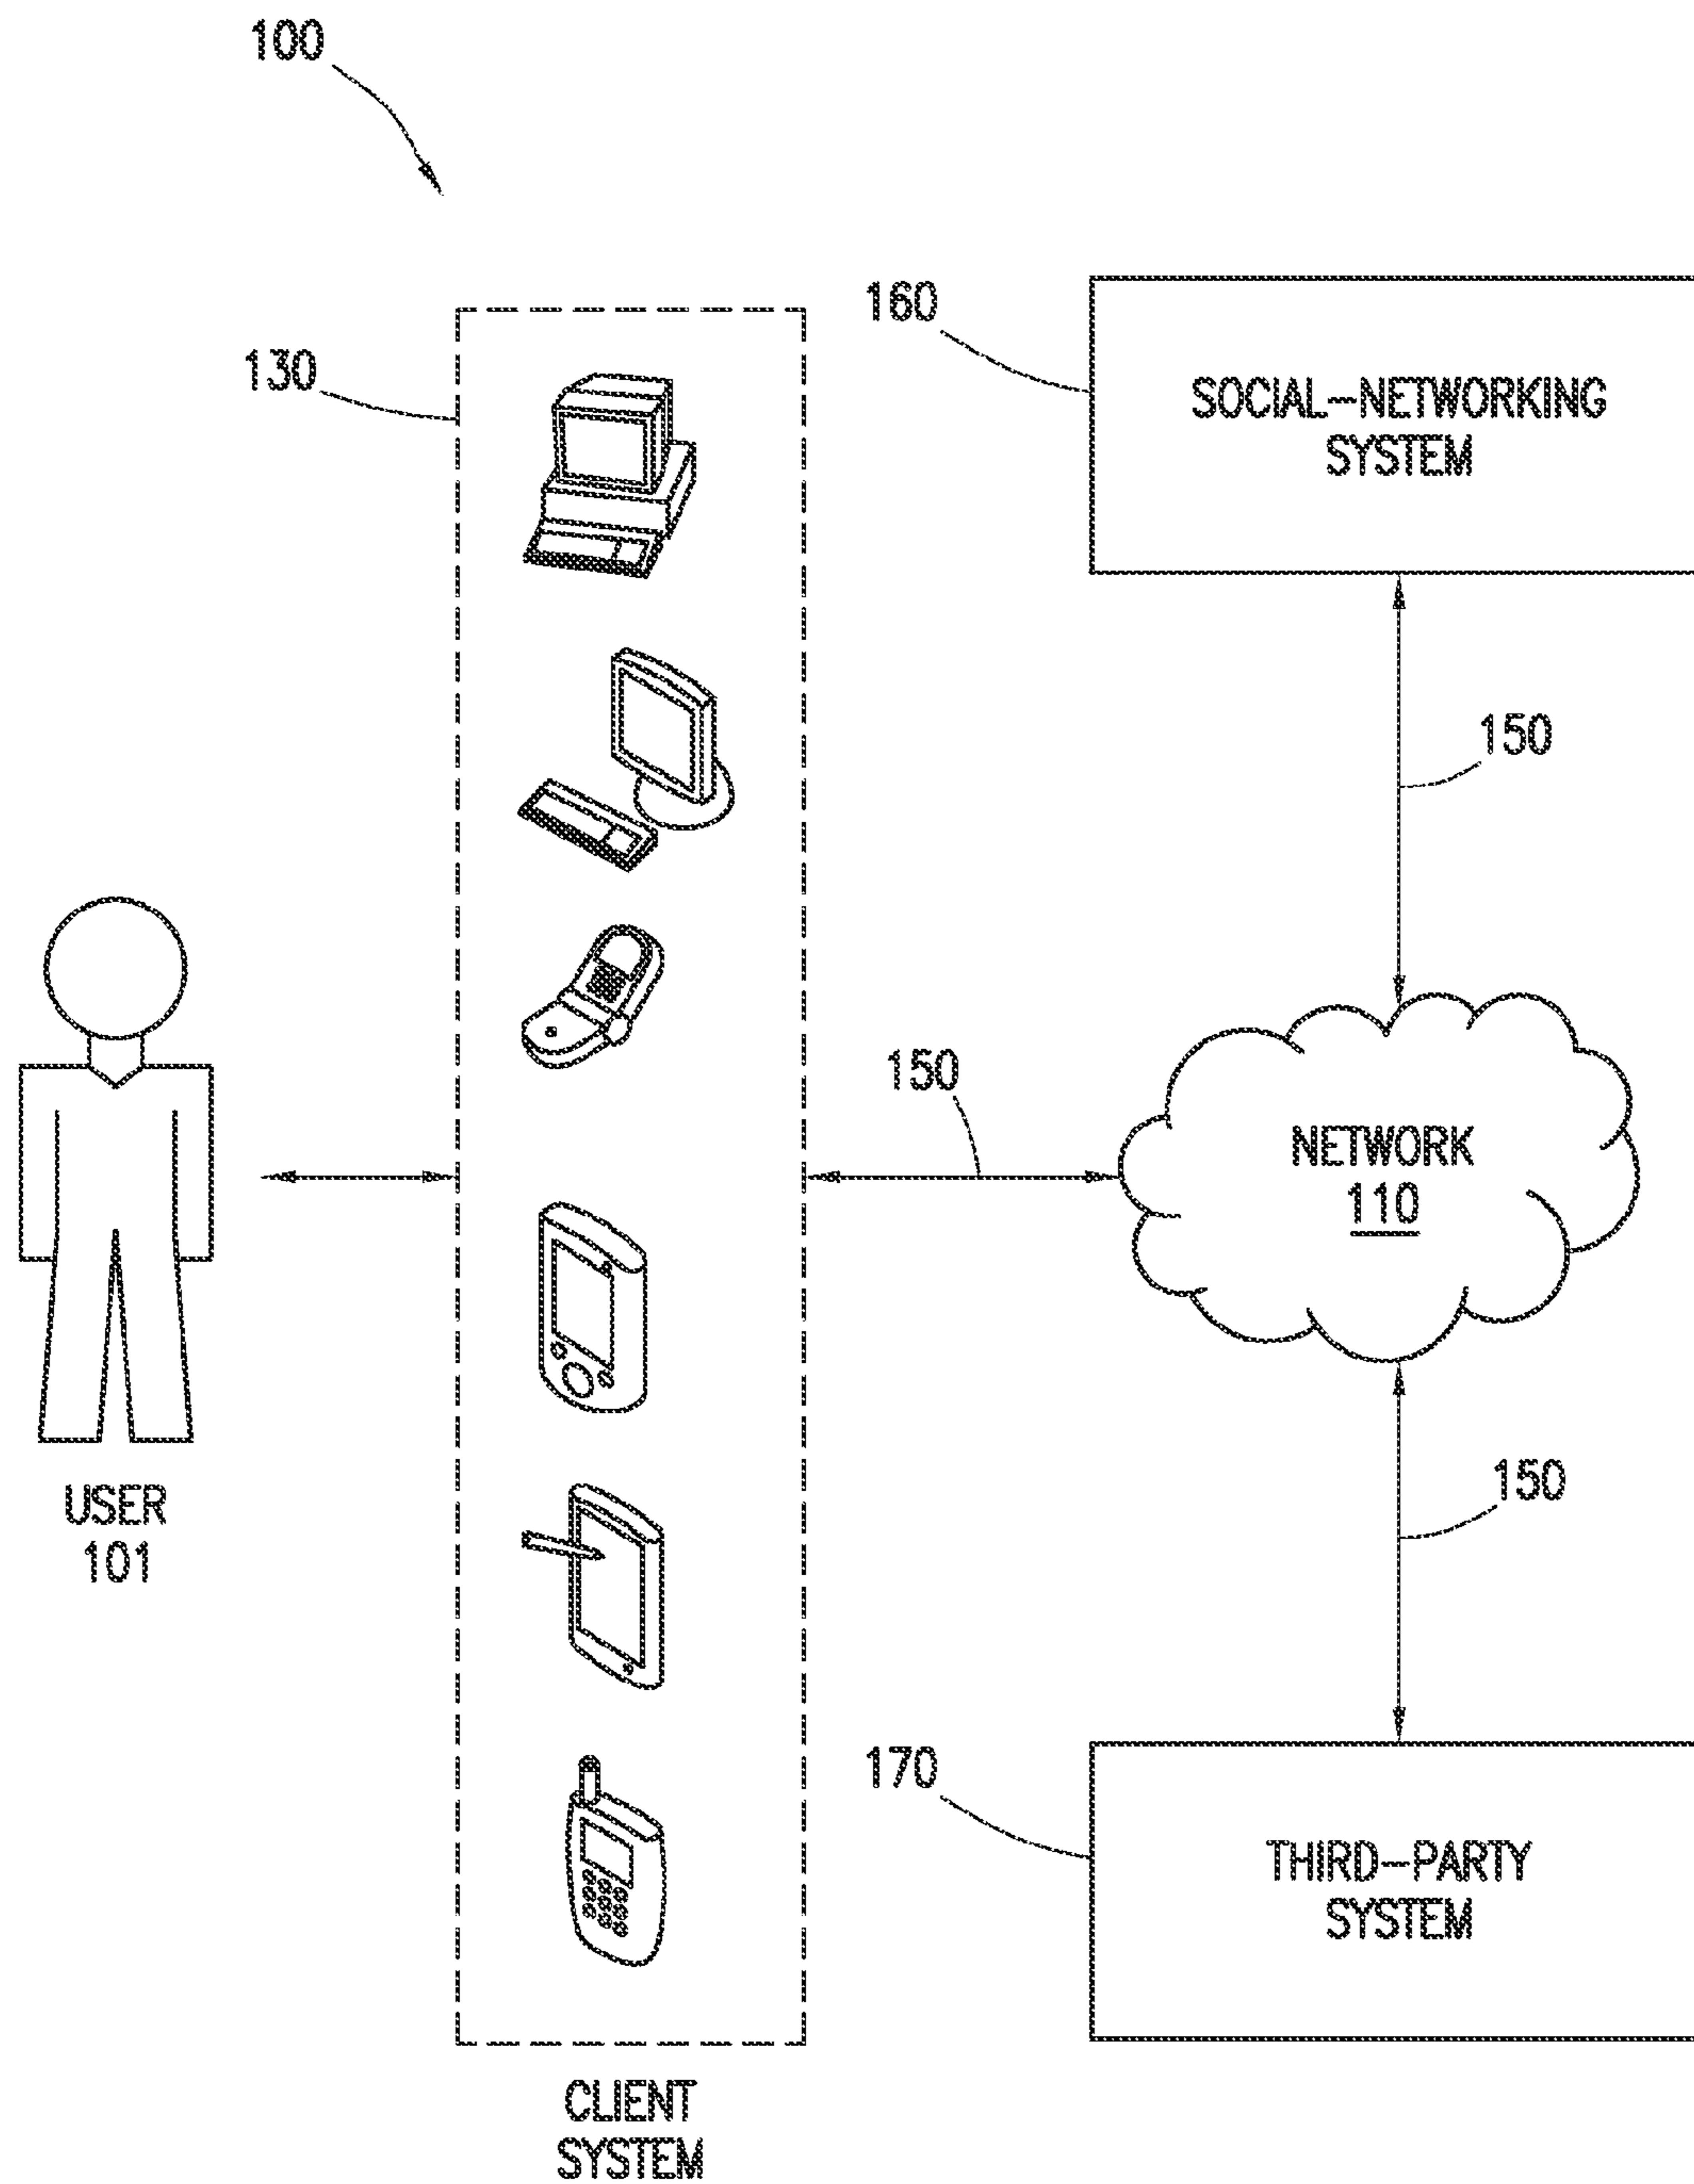 100
160
SOCIAL-NETWORKING
SYSTEM
130
150
150
NETWORK
110
USER
101
150
170
THIRD-PARTY
SYSTEM
CLIENT
SYSTEM